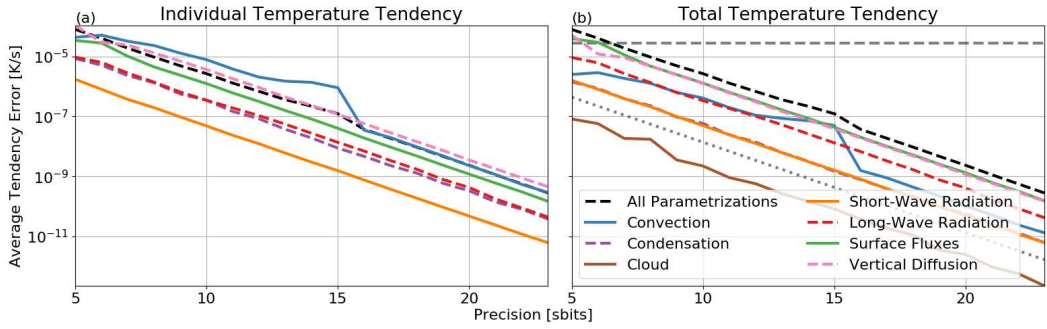 (a) Individual Temperature Tendency
(b) Total Temperature Tendency
Average Tendency Error [K/s]
10⁻⁵
10⁻⁷
10⁻⁹
10⁻¹¹
All Parametrizations
Convection
Condensation
Cloud
Short-Wave Radiation
Long-Wave Radiation
Surface Fluxes
Vertical Diffusion
5 10 15 20
5 10 15 20
Precision [sbits]